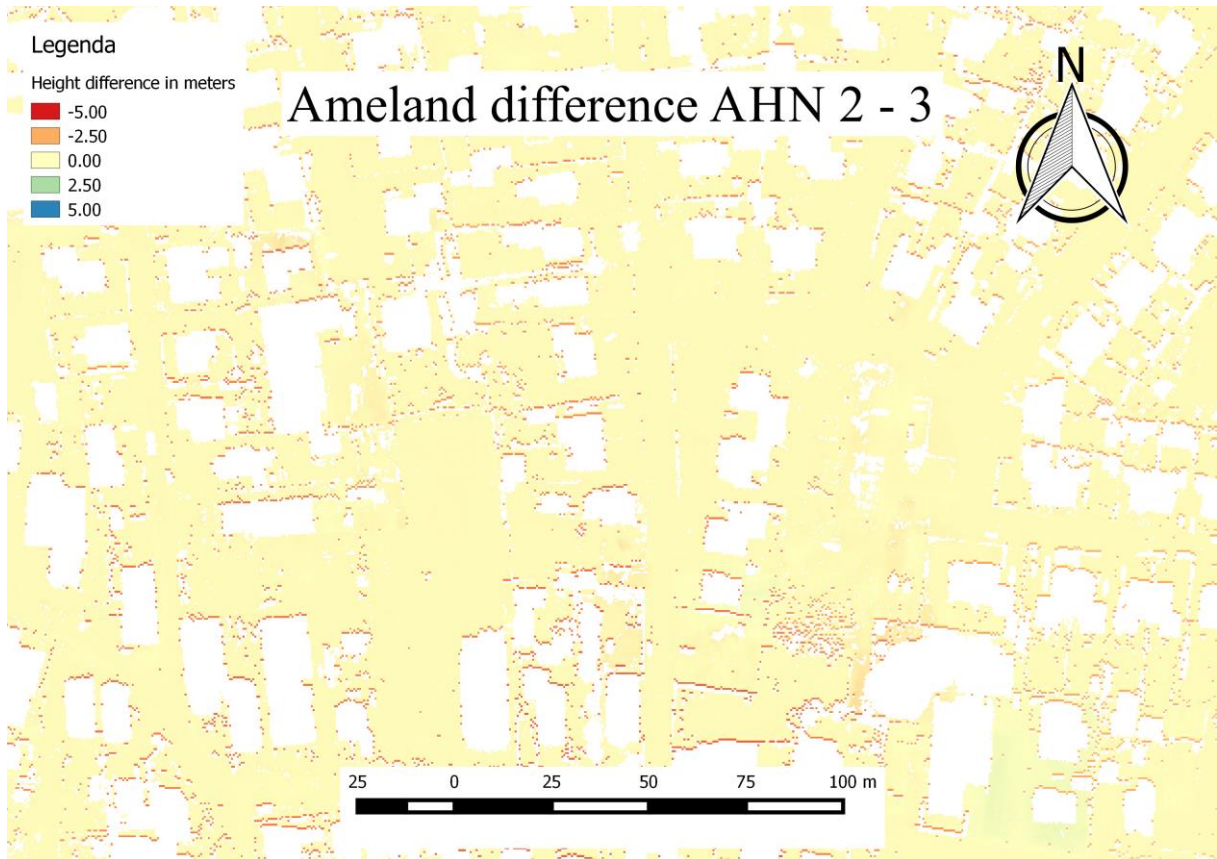 Legenda
Height difference in meters
-5.00
-2.50
0.00
2.50
5.00
Ameland difference AHN 2 - 3
N
25 0 25 50 75 100 m